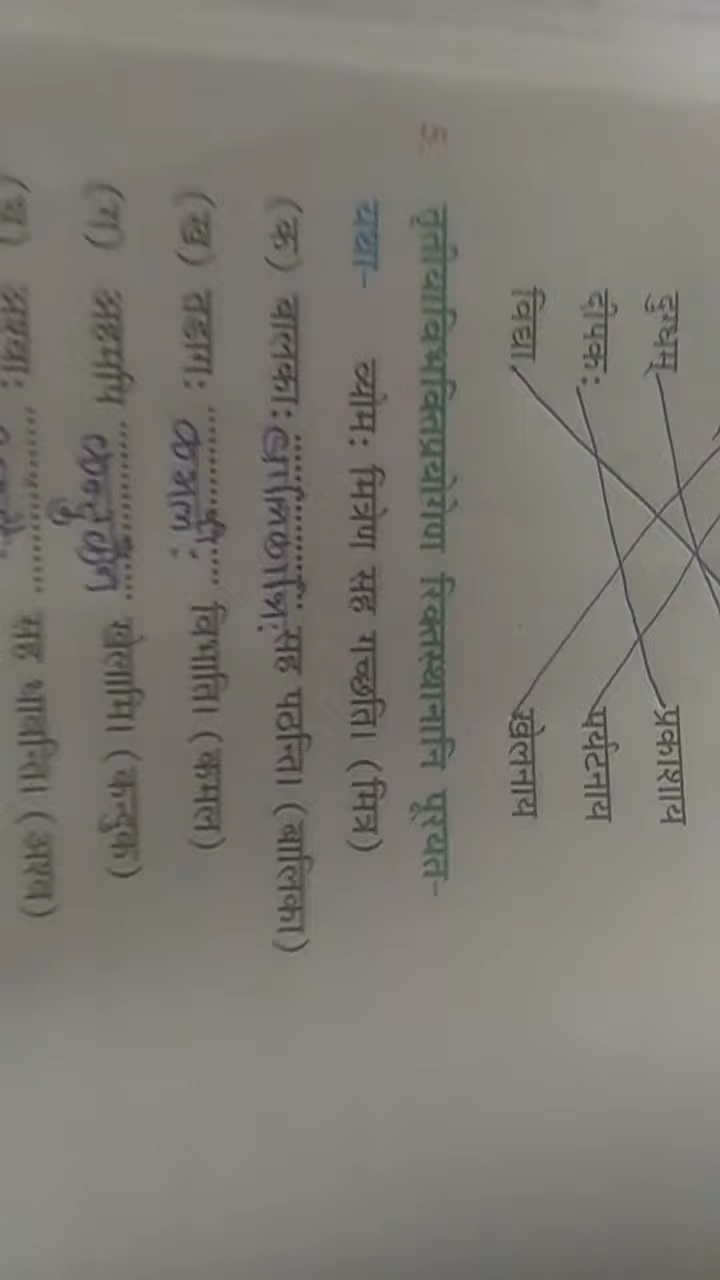 दुग्धम् प्रकाशाय
दीपकः पर्यटनाय
विद्या खेलनाय
5. तृतीयाविभक्तिप्रयोगेण रिक्तस्थानानि पूरयत-
यथा- व्योमः मित्रेण सह गच्छति। (मित्र)
(क) बालकाः बालिकाभिः सह पठन्ति। (बालिका)
(ख) तडागः कमलैः विभाति। (कमल)
(ग) अहमपि कन्दुकेन खेलामि। (कन्दुक)
(घ) अश्वाः सह धावन्ति। (अश्व)